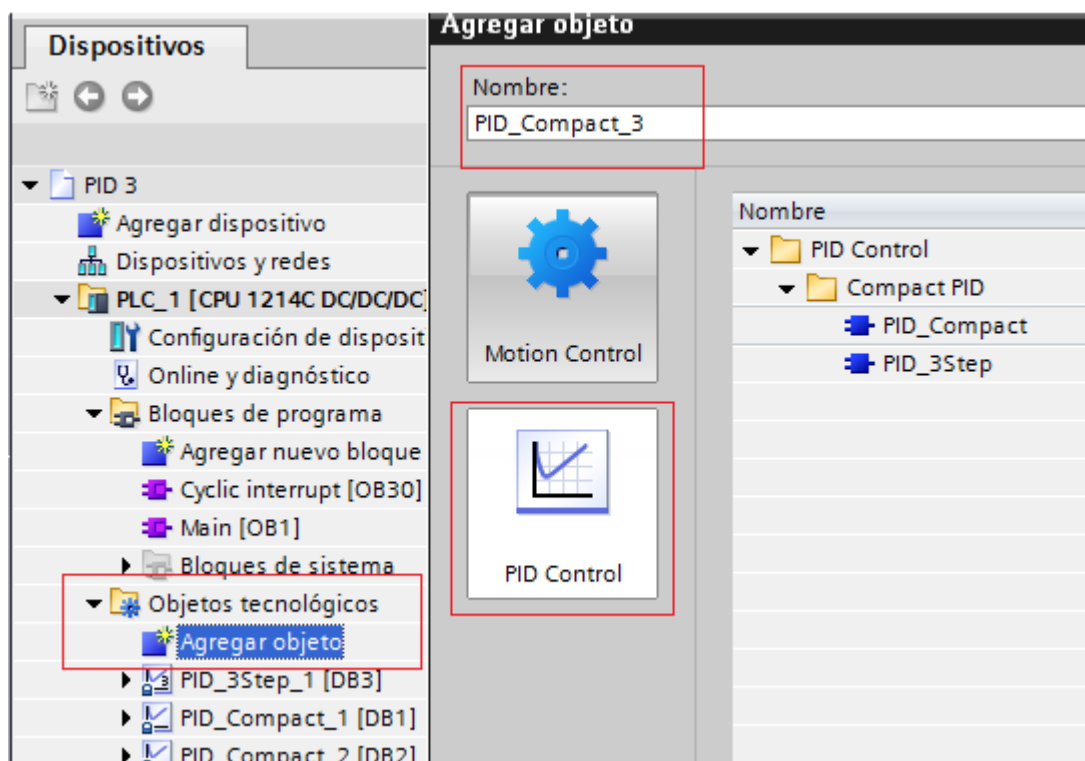 Dispositivos
PID 3
Agregar dispositivo
Dispositivos y redes
PLC_1 [CPU 1214C DC/DC/DC]
Configuración de disposit
Online y diagnóstico
Bloques de programa
Agregar nuevo bloque
Cyclic interrupt [OB30]
Main [OB1]
Bloques de sistema
Objetos tecnológicos
Agregar objeto
PID_3Step_1 [DB3]
PID_Compact_1 [DB1]
PID_Compact_2 [DB2]
Agregar objeto
Nombre:
PID_Compact_3
Motion Control
PID Control
Nombre
PID Control
Compact PID
PID_Compact
PID_3Step